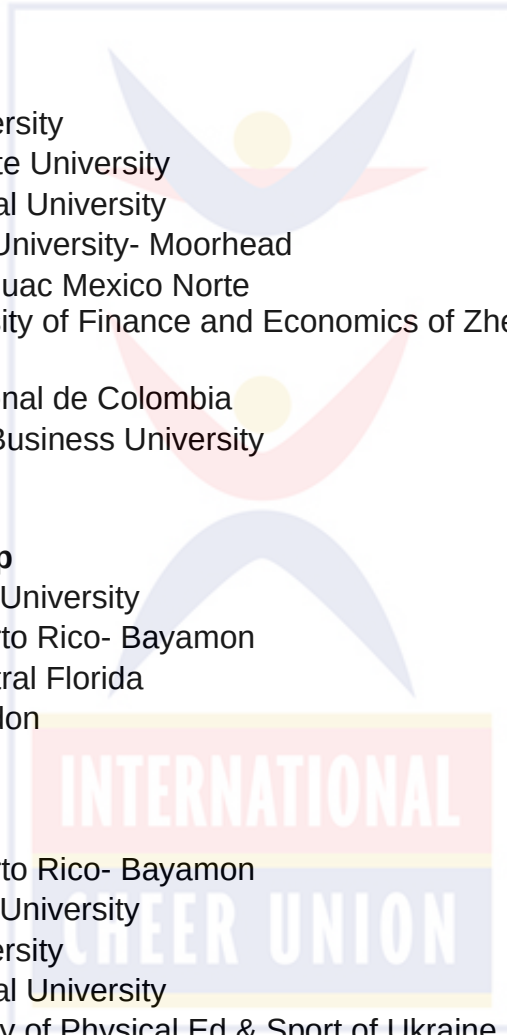 ersity
te University
al University
University- Moorhead
uac Mexico Norte
ity of Finance and Economics of Zhe
onal de Colombia
Business University
p
University
to Rico- Bayamon
ral Florida
don
INTERNATIONAL
to Rico- Bayamon
University
CHEER UNION
ersity
al University
y of Physical Ed & Sport of Ukraine